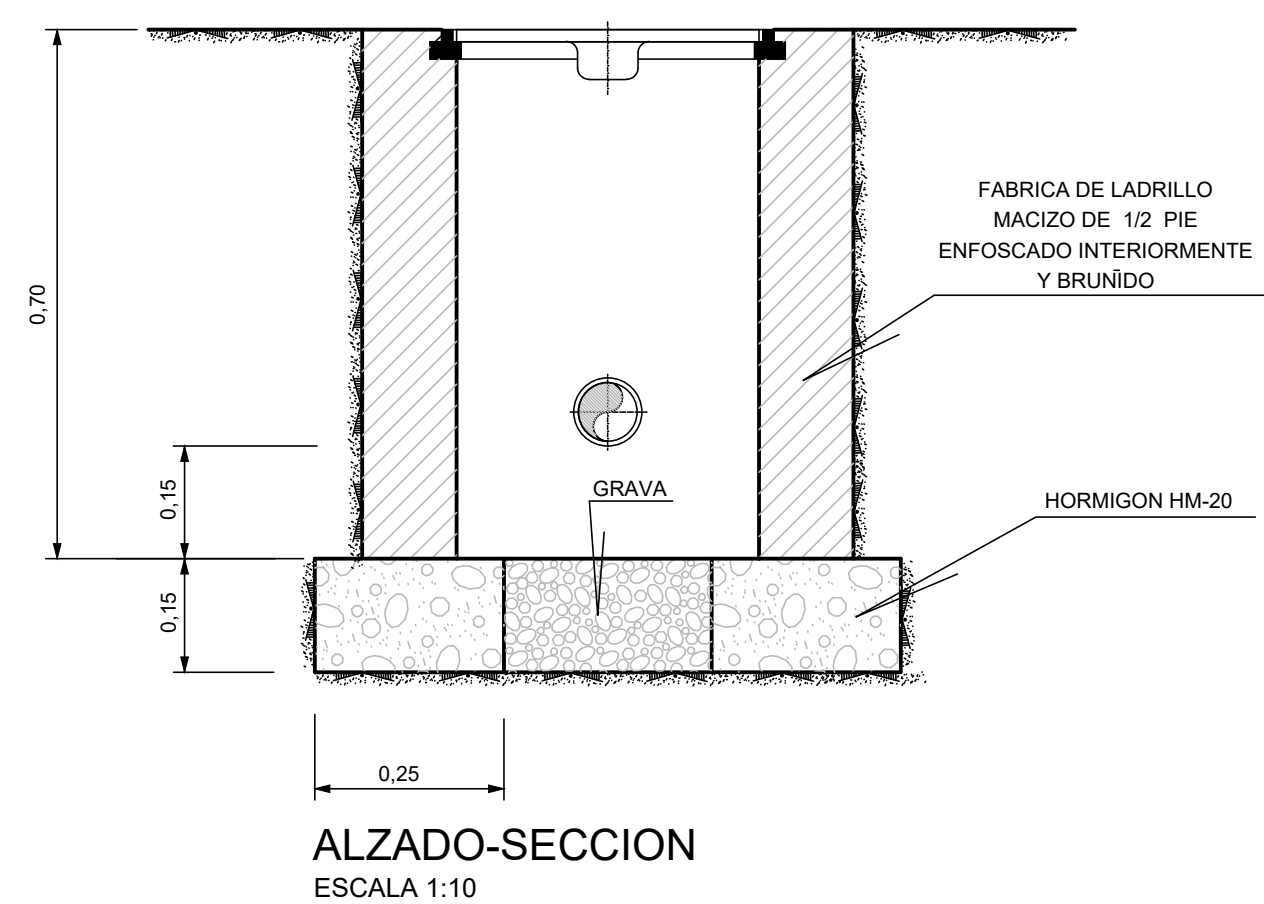 0,70
FABRICA DE LADRILLO
MACIZO DE 1/2 PIE
ENFOSCADO INTERIORMENTE
Y BRUÑIDO
0,15
GRAVA
HORMIGON HM-20
0,15
0,25
ALZADO-SECCION
ESCALA 1:10